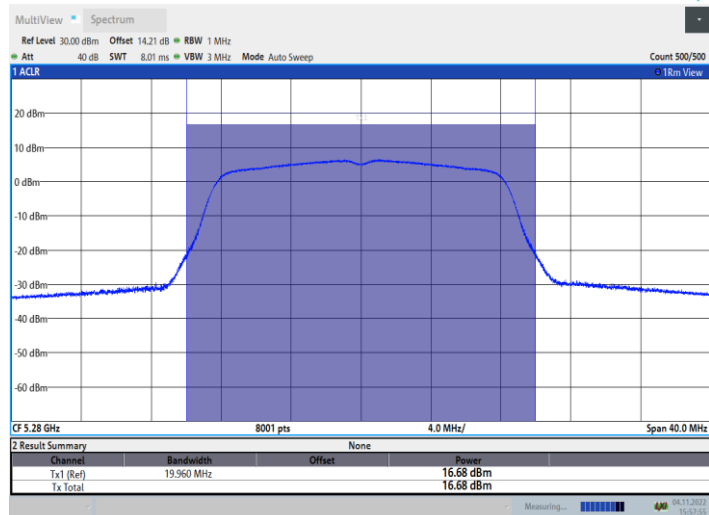 MultiView Spectrum
Ref Level 30.00 dBm Offset 14.21 dB RBW 1 MHz
Att 40 dB SWT 8.01 ms VBW 3 MHz Mode Auto Sweep Count 500/500
1 ACLR 1Rm View
Tx1
20 dBm
10 dBm
0 dBm
-10 dBm
-20 dBm
-30 dBm
-40 dBm
-50 dBm
-60 dBm
CF 5.28 GHz 8001 pts 4.0 MHz/ Span 40.0 MHz
2 Result Summary None
Channel Bandwidth Offset Power
Tx1 (Ref) 19.960 MHz 16.68 dBm
Tx Total 16.68 dBm
Measuring... 04.11.2022
15:57:55